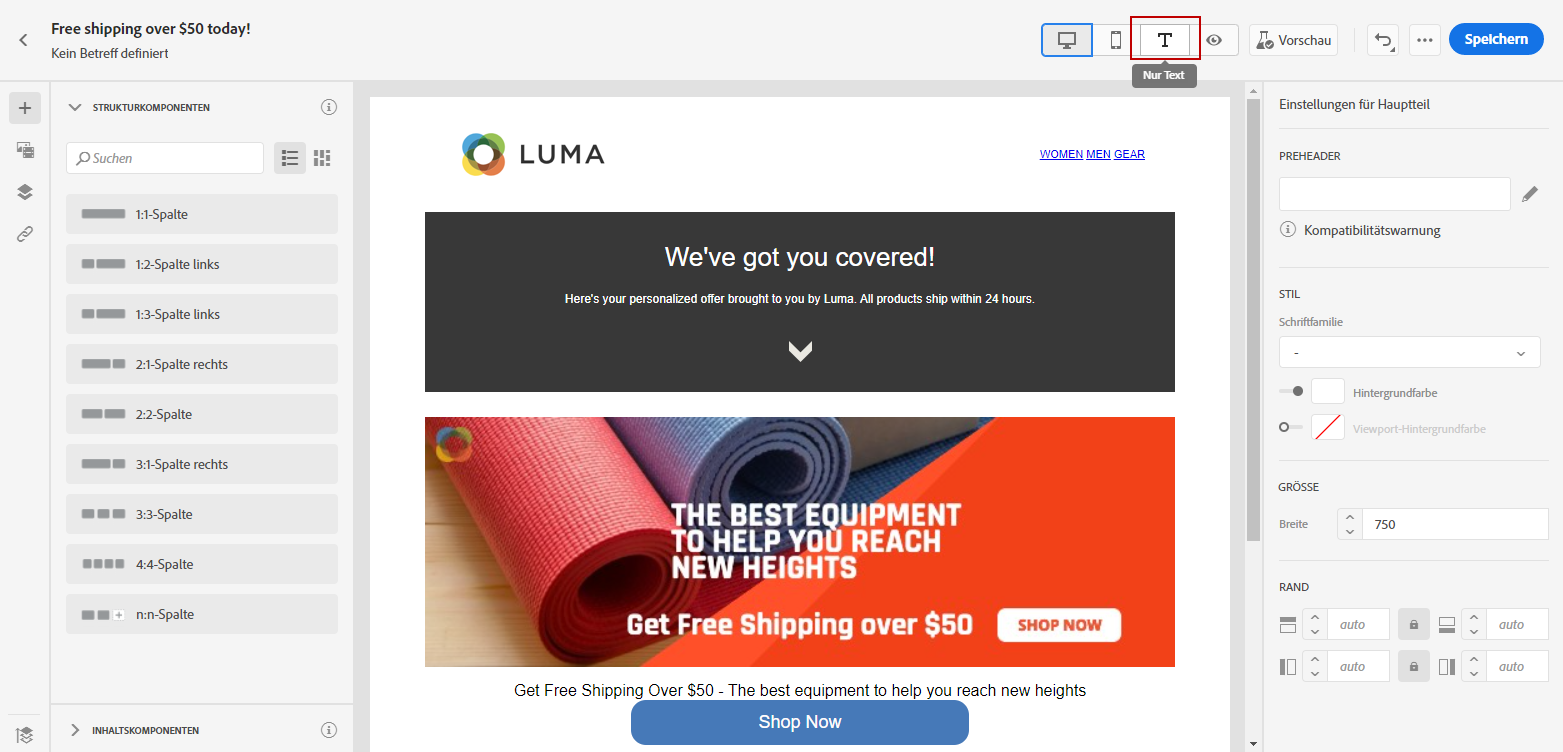 Free shipping over $50 today!
Kein Betreff definiert
T
Vorschau
Speichern
Nur Text
STRUKTURKOMPONENTEN
Suchen
1:1-Spalte
1:2-Spalte links
1:3-Spalte links
2:1-Spalte rechts
2:2-Spalte
3:1-Spalte rechts
3:3-Spalte
4:4-Spalte
n:n-Spalte
INHALTSKOMPONENTEN
LUMA
WOMEN MEN GEAR
We've got you covered!
Here's your personalized offer brought to you by Luma. All products ship within 24 hours.
THE BEST EQUIPMENT
TO HELP YOU REACH
NEW HEIGHTS
Get Free Shipping over $50
SHOP NOW
Get Free Shipping Over $50 - The best equipment to help you reach new heights
Shop Now
Einstellungen für Hauptteil
PREHEADER
Kompatibilitätswarnung
STIL
Schriftfamilie
-
Hintergrundfarbe
Viewport-Hintergrundfarbe
GRÖSSE
Breite
750
RAND
auto
auto
auto
auto